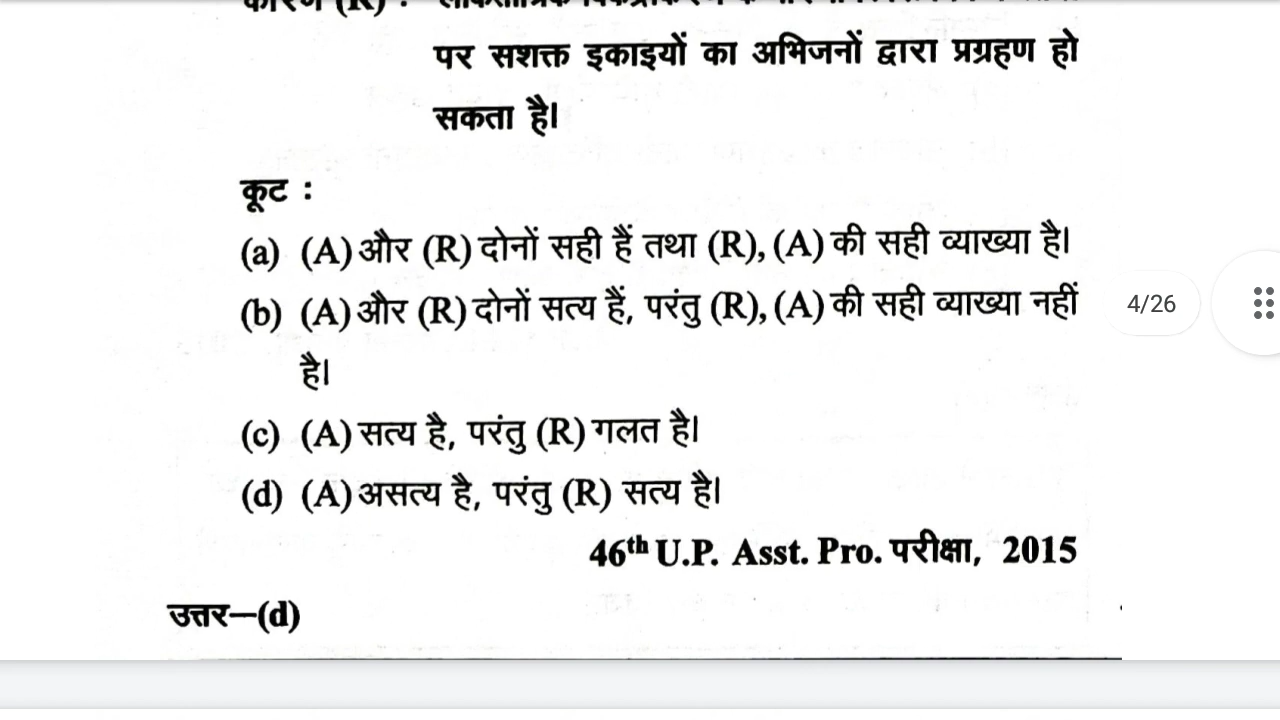 कारण (R) :
पर सशक्त इकाइयों का अभिजनों द्वारा प्रग्रहण हो
सकता है।
कूट :
(a) (A) और (R) दोनों सही हैं तथा (R), (A) की सही व्याख्या है।
(b) (A) और (R) दोनों सत्य हैं, परंतु (R), (A) की सही व्याख्या नहीं
है।
(c) (A) सत्य है, परंतु (R) गलत है।
(d) (A) असत्य है, परंतु (R) सत्य है।
46th U.P. Asst. Pro. परीक्षा, 2015
उत्तर–(d)
4/26